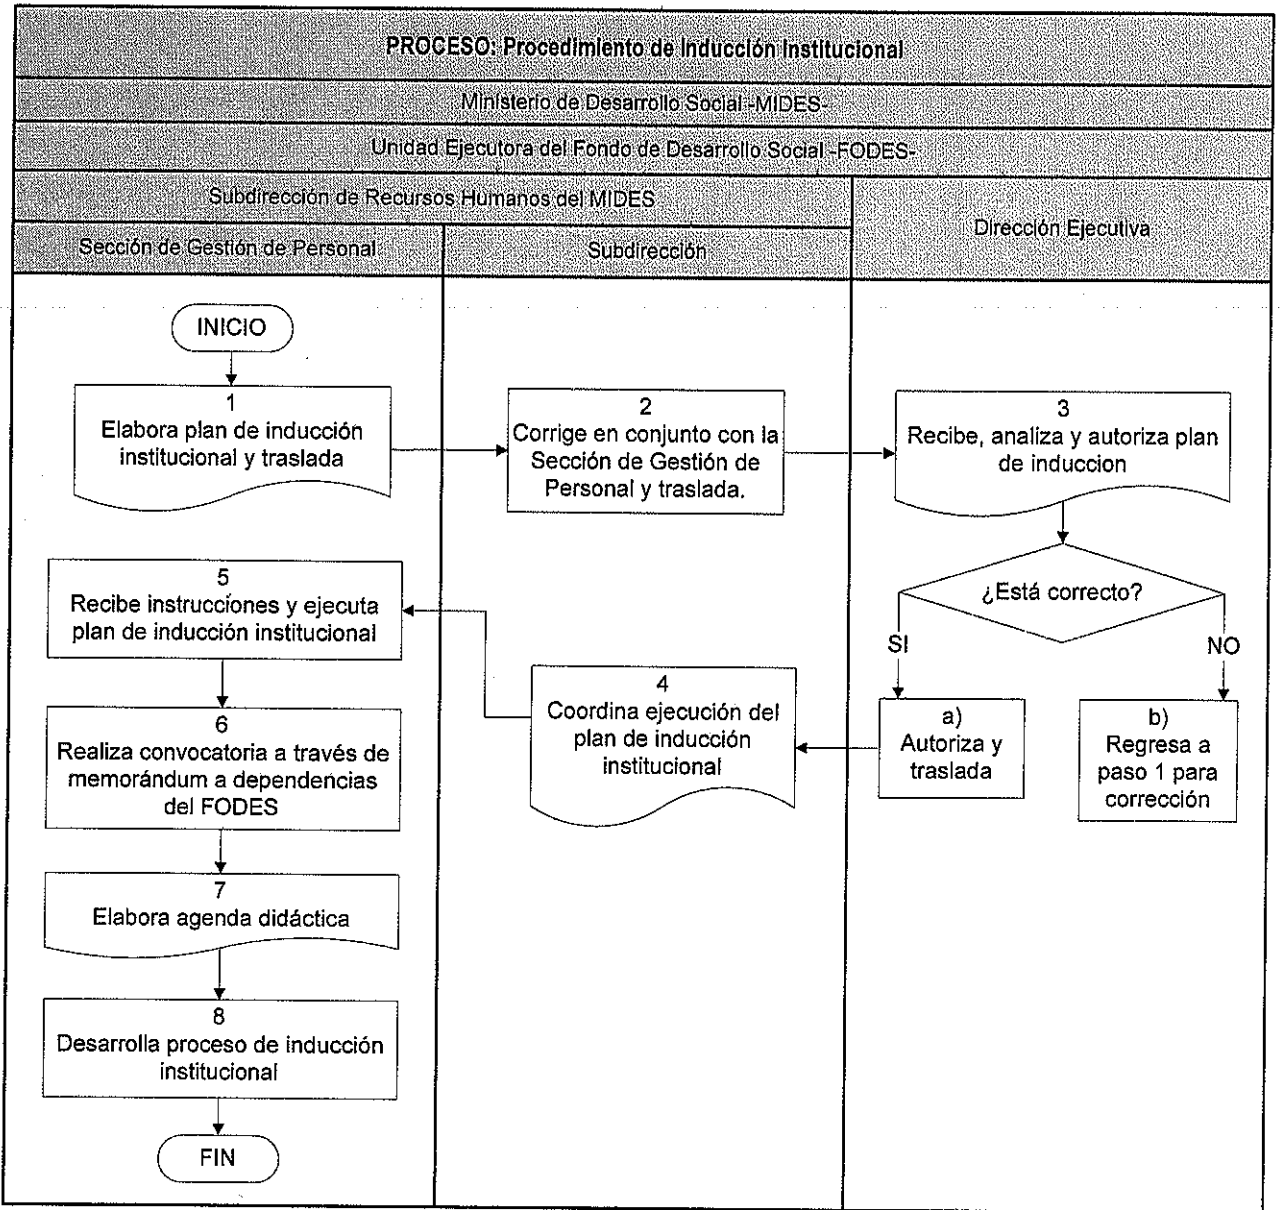 PROCESO: Procedimiento de Inducción Institucional
Ministerio de Desarrollo Social -MIDES-
Unidad Ejecutora del Fondo de Desarrollo Social -FODES-
Subdirección de Recursos Humanos del MIDES
Dirección Ejecutiva
Sección de Gestión de Personal
Subdirección
INICIO
1
Elabora plan de inducción
institucional y traslada
2
Corrige en conjunto con la
Sección de Gestión de
Personal y traslada.
3
Recibe, analiza y autoriza plan
de induccion
¿Está correcto?
SI
NO
a)
Autoriza y
traslada
b)
Regresa a
paso 1 para
corrección
4
Coordina ejecución del
plan de inducción
institucional
5
Recibe instrucciones y ejecuta
plan de inducción institucional
6
Realiza convocatoria a través de
memorándum a dependencias
del FODES
7
Elabora agenda didáctica
8
Desarrolla proceso de inducción
institucional
FIN